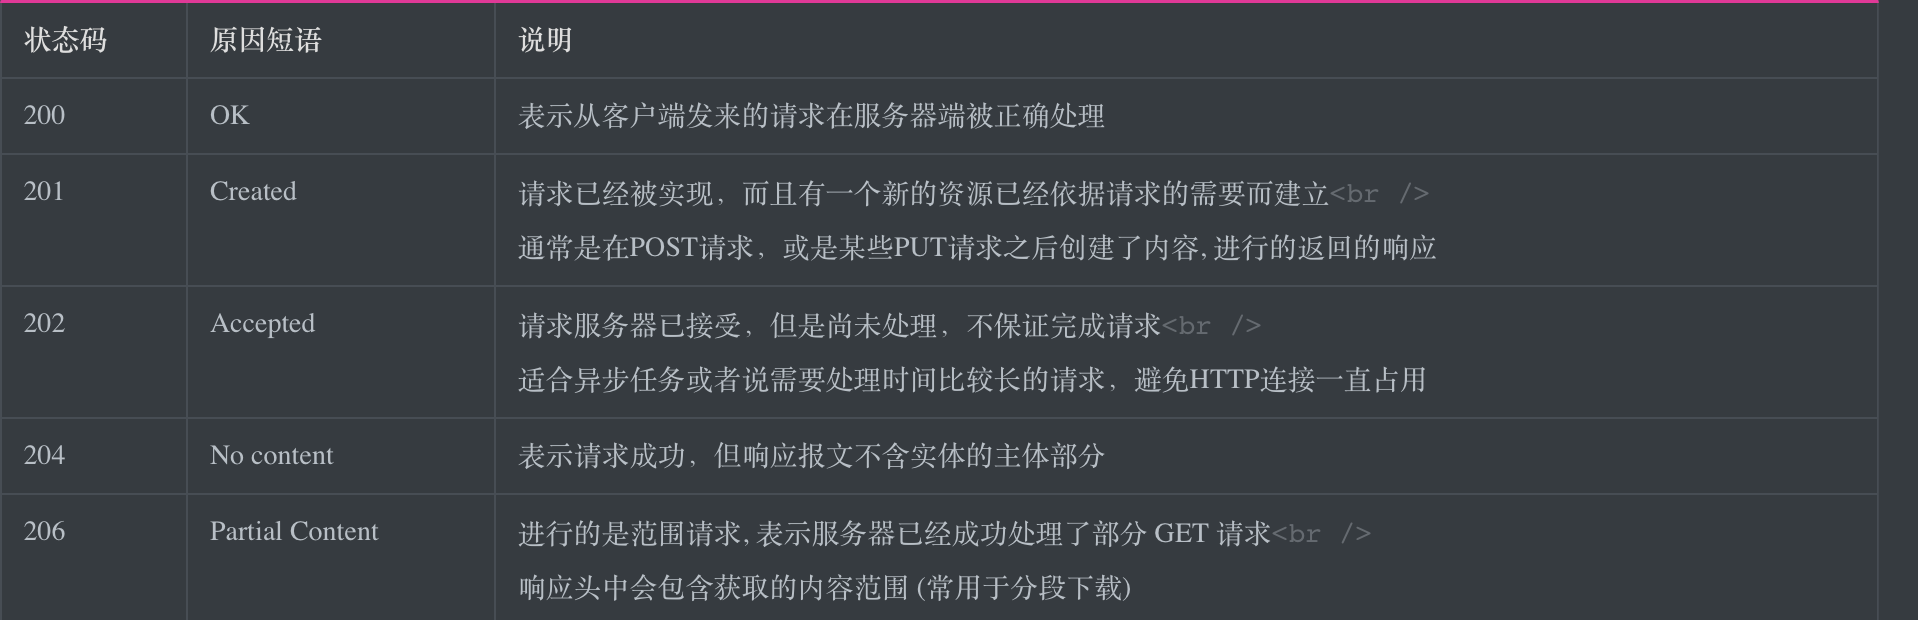 状态码 原因短语 说明
200 OK 表示从客户端发来的请求在服务器端被正确处理
201 Created 请求已经被实现，而且有一个新的资源已经依据请求的需要而建立<br />
通常是在POST请求，或是某些PUT请求之后创建了内容, 进行的返回的响应
202 Accepted 请求服务器已接受，但是尚未处理，不保证完成请求<br />
适合异步任务或者说需要处理时间比较长的请求，避免HTTP连接一直占用
204 No content 表示请求成功，但响应报文不含实体的主体部分
206 Partial Content 进行的是范围请求, 表示服务器已经成功处理了部分 GET 请求<br />
响应头中会包含获取的内容范围 (常用于分段下载)